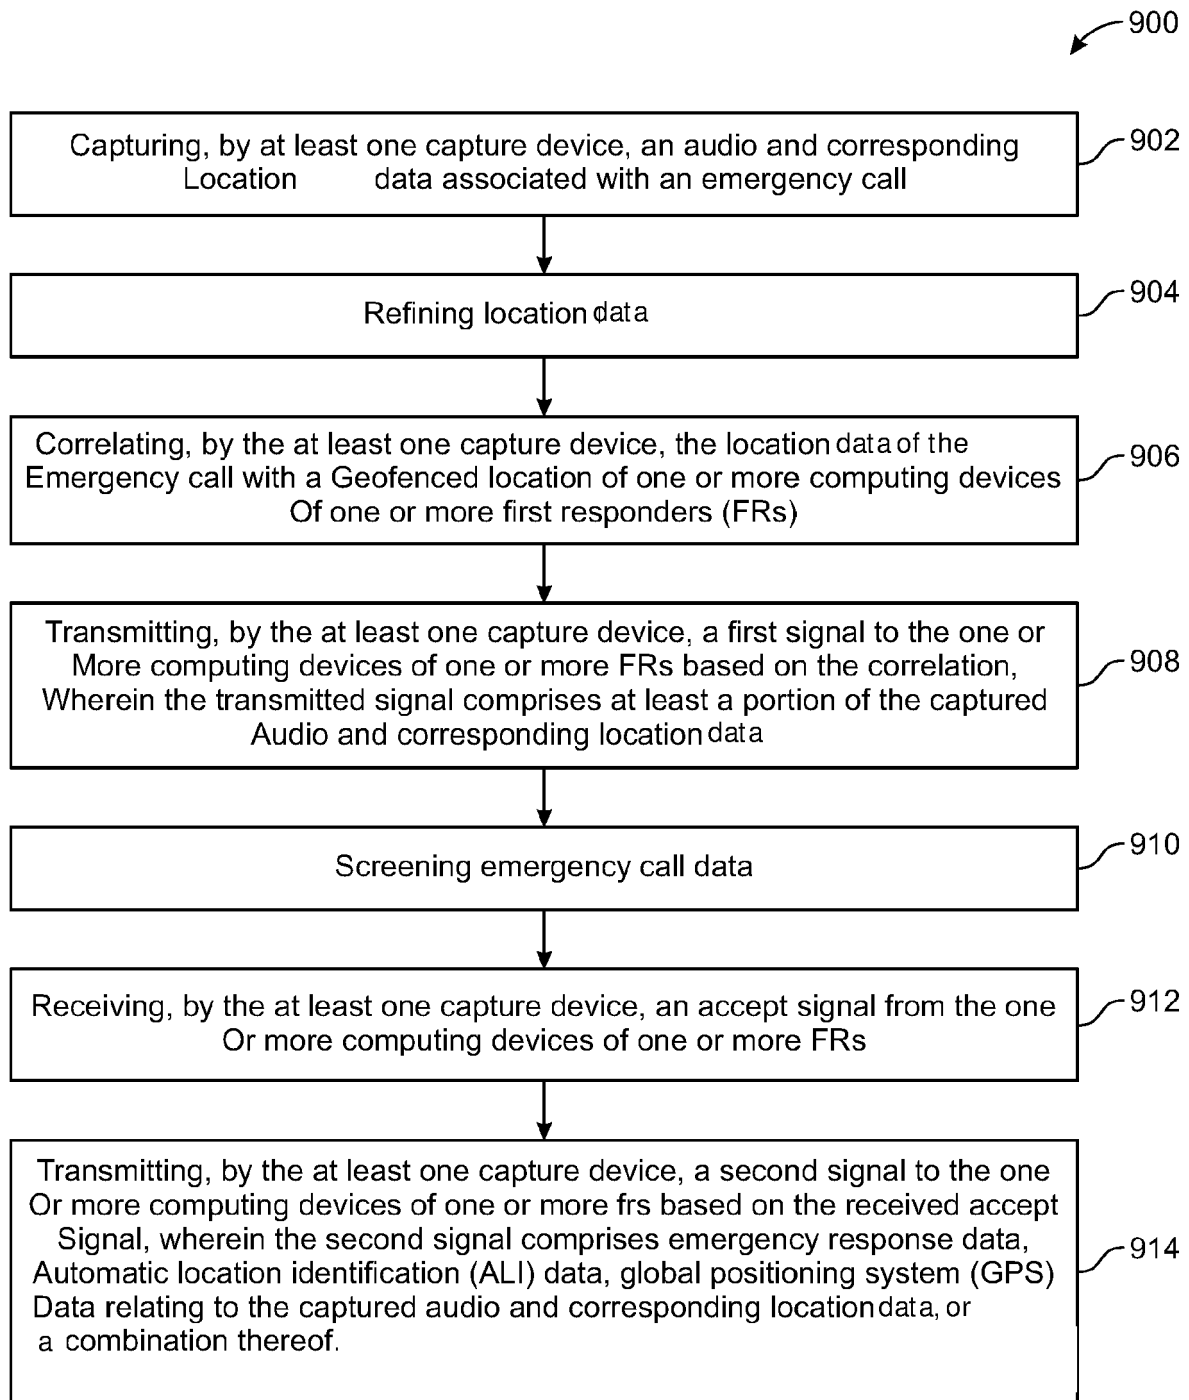 900
Capturing, by at least one capture device, an audio and corresponding
Location data associated with an emergency call
902
Refining location data
904
Correlating, by the at least one capture device, the location data of the
Emergency call with a Geofenced location of one or more computing devices
Of one or more first responders (FRs)
906
Transmitting, by the at least one capture device, a first signal to the one or
More computing devices of one or more FRs based on the correlation,
Wherein the transmitted signal comprises at least a portion of the captured
Audio and corresponding location data
908
Screening emergency call data
910
Receiving, by the at least one capture device, an accept signal from the one
Or more computing devices of one or more FRs
912
Transmitting, by the at least one capture device, a second signal to the one
Or more computing devices of one or more frs based on the received accept
Signal, wherein the second signal comprises emergency response data,
Automatic location identification (ALI) data, global positioning system (GPS)
Data relating to the captured audio and corresponding location data, or
a combination thereof.
914